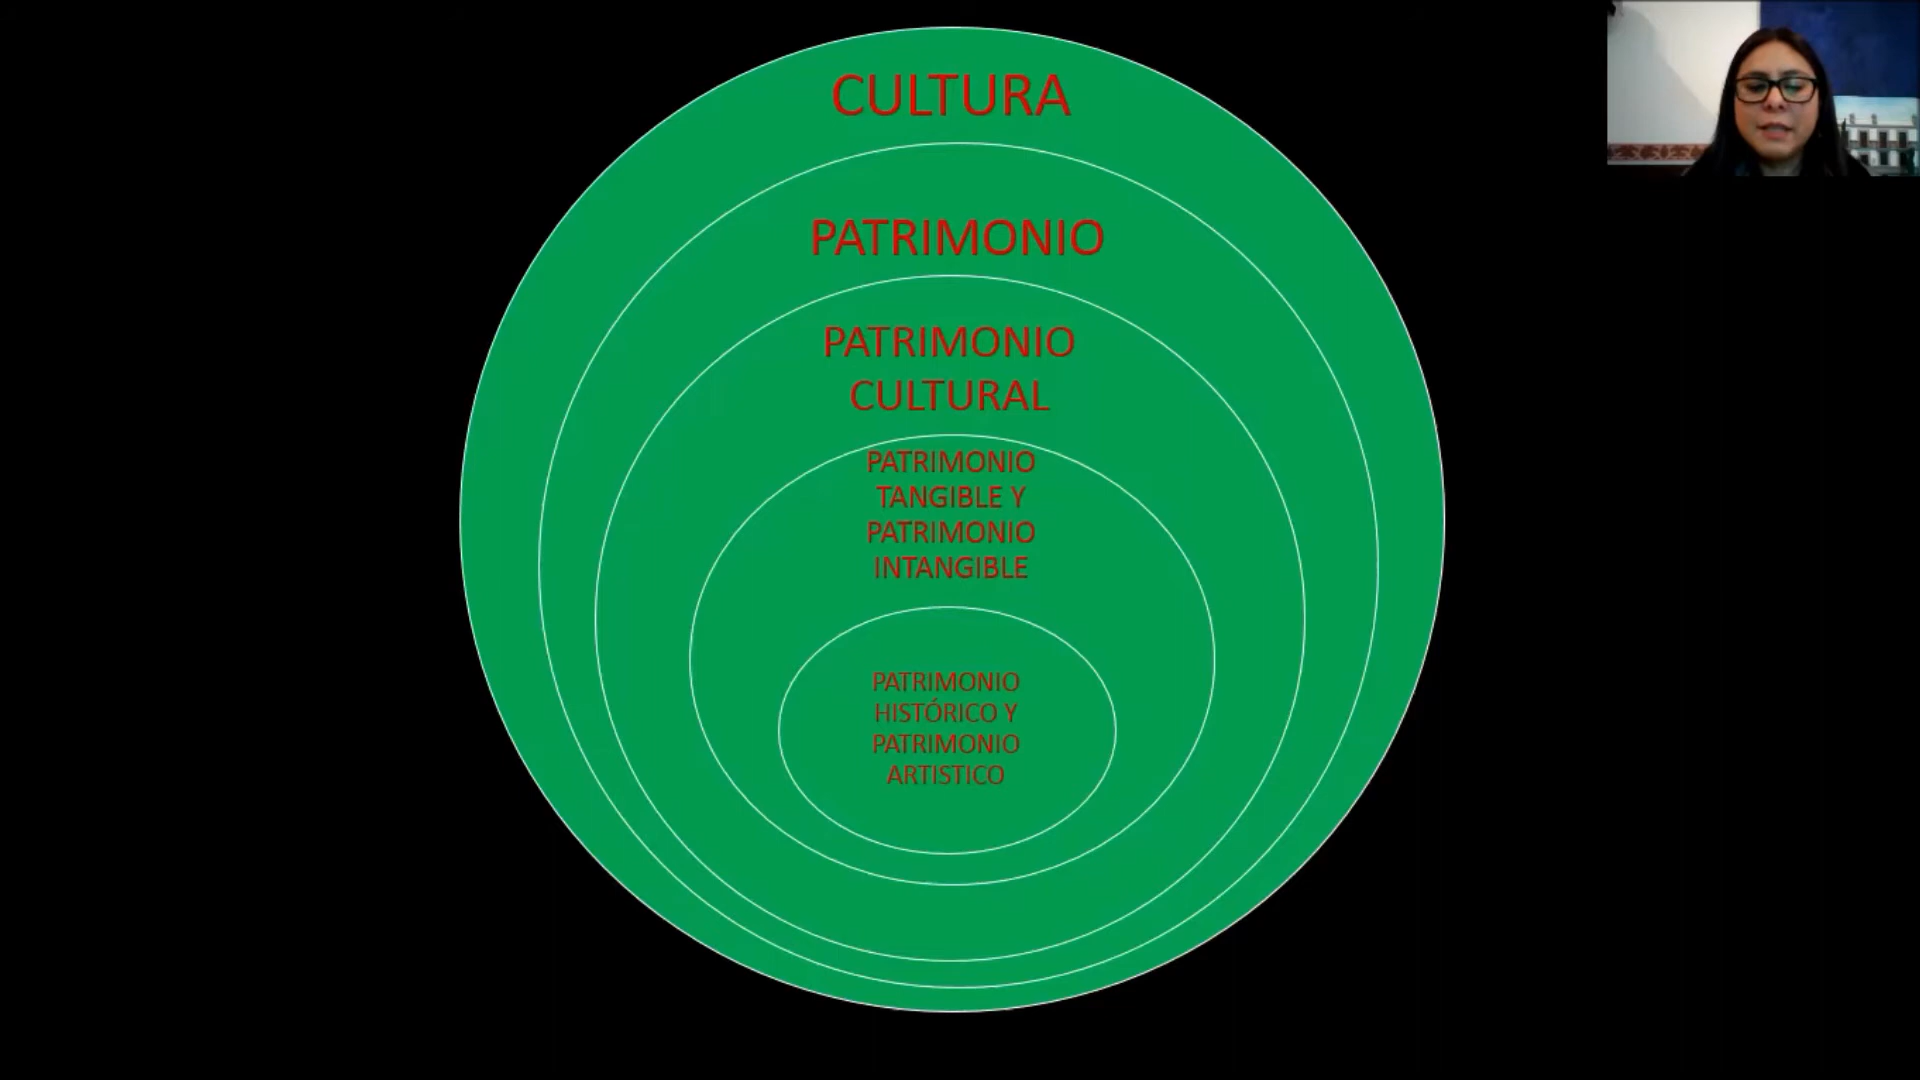 CULTURA
PATRIMONIO
PATRIMONIO
CULTURAL
PATRIMONIO
TANGIBLE Y
PATRIMONIO
INTANGIBLE
PATRIMONIO
HISTÓRICO Y
PATRIMONIO
ARTISTICO